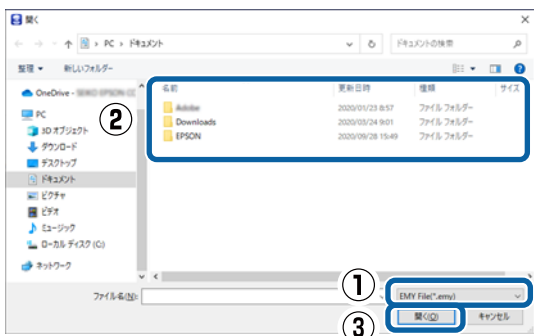 開く
PC › ドキュメント
ドキュメントの検索
整理 新しいフォルダー
名前 更新日時 種類 サイズ
OneDrive -
PC
3D オブジェクト
ダウンロード
デスクトップ
ドキュメント
ピクチャ
ビデオ
ミュージック
ローカル ディスク (C:)
ネットワーク
②
2020/01/23 8:57 ファイル フォルダー
Downloads 2020/03/24 9:01 ファイル フォルダー
EPSON 2020/09/28 15:49 ファイル フォルダー
①
ファイル名(N):
EMY File(*.emy)
③
開く(O) キャンセル